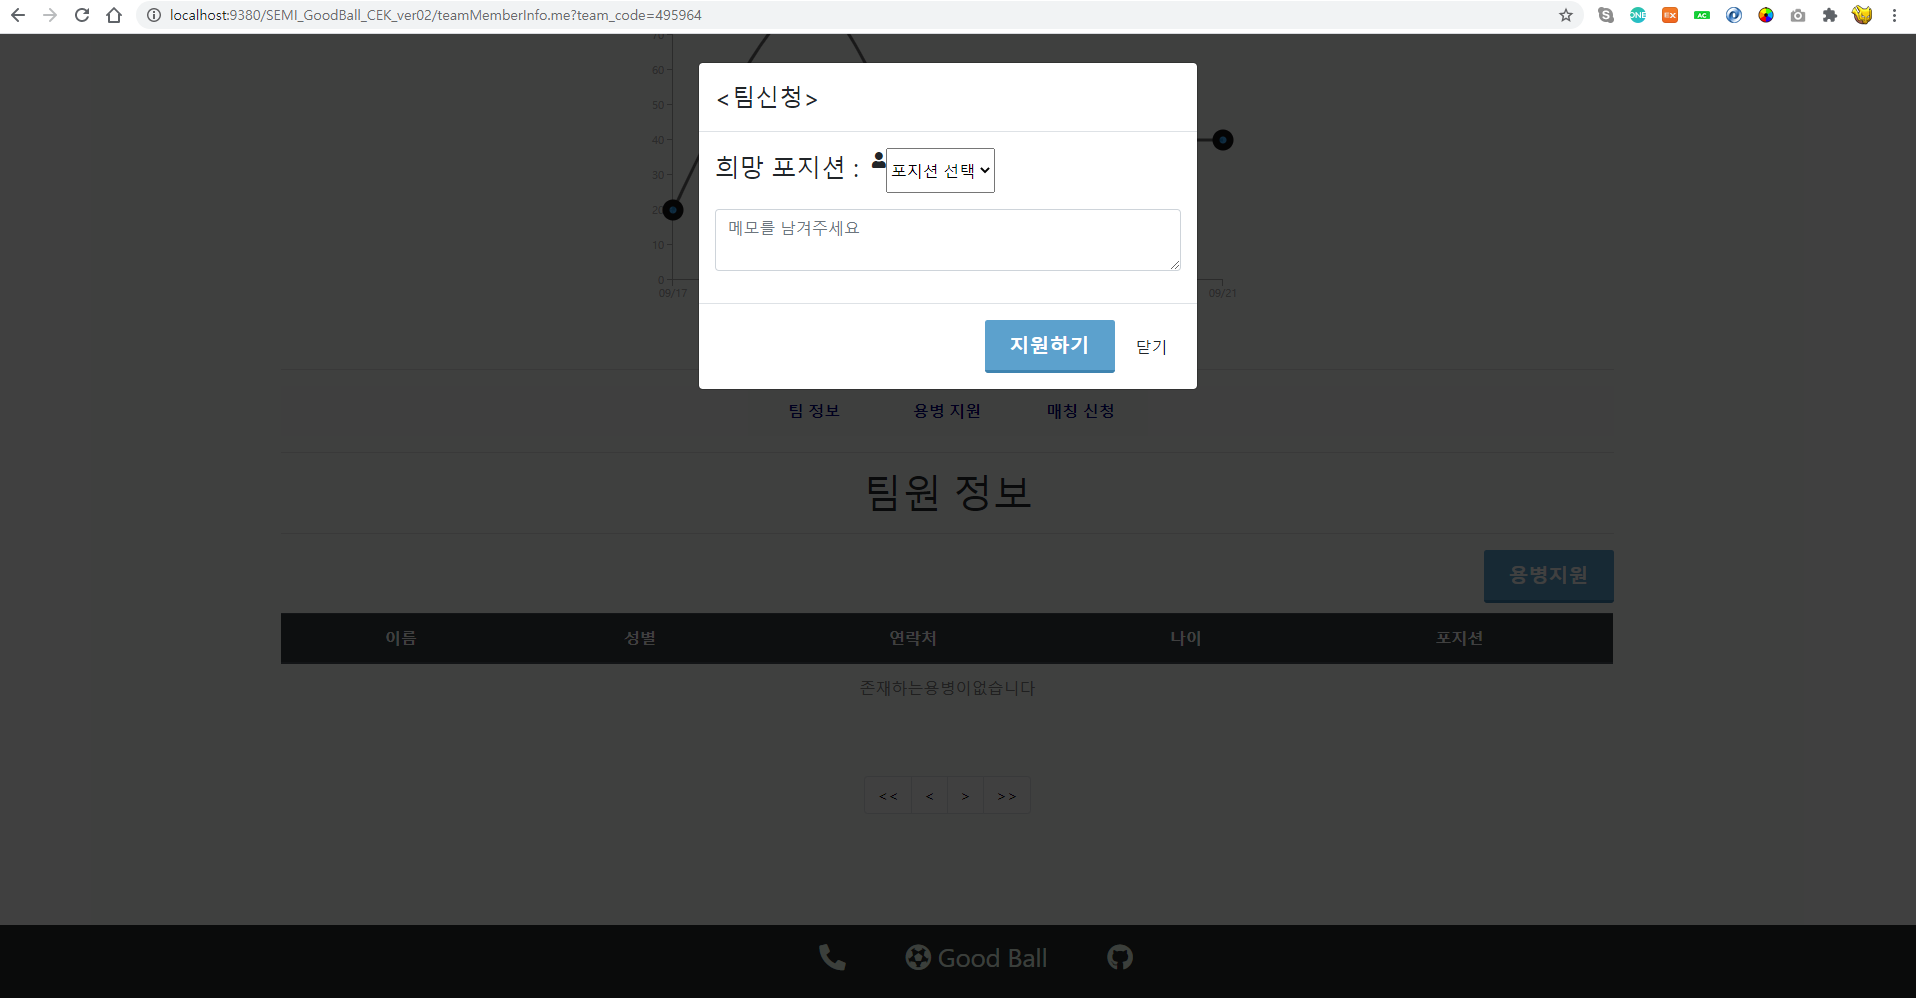 localhost:9380/SEMI_GoodBall_CEK_ver02/teamMemberInfo.me?team_code=495964
70
60
50
40
30
20
10
0
09/17
09/21
<팀신청>
희망 포지션 :
포지션 선택
메모를 남겨주세요
지원하기 닫기
팀 정보 용병 지원 매칭 신청
팀원 정보
용병지원
이름 성별 연락처 나이 포지션
존재하는용병이없습니다
<< < > >>
Good Ball